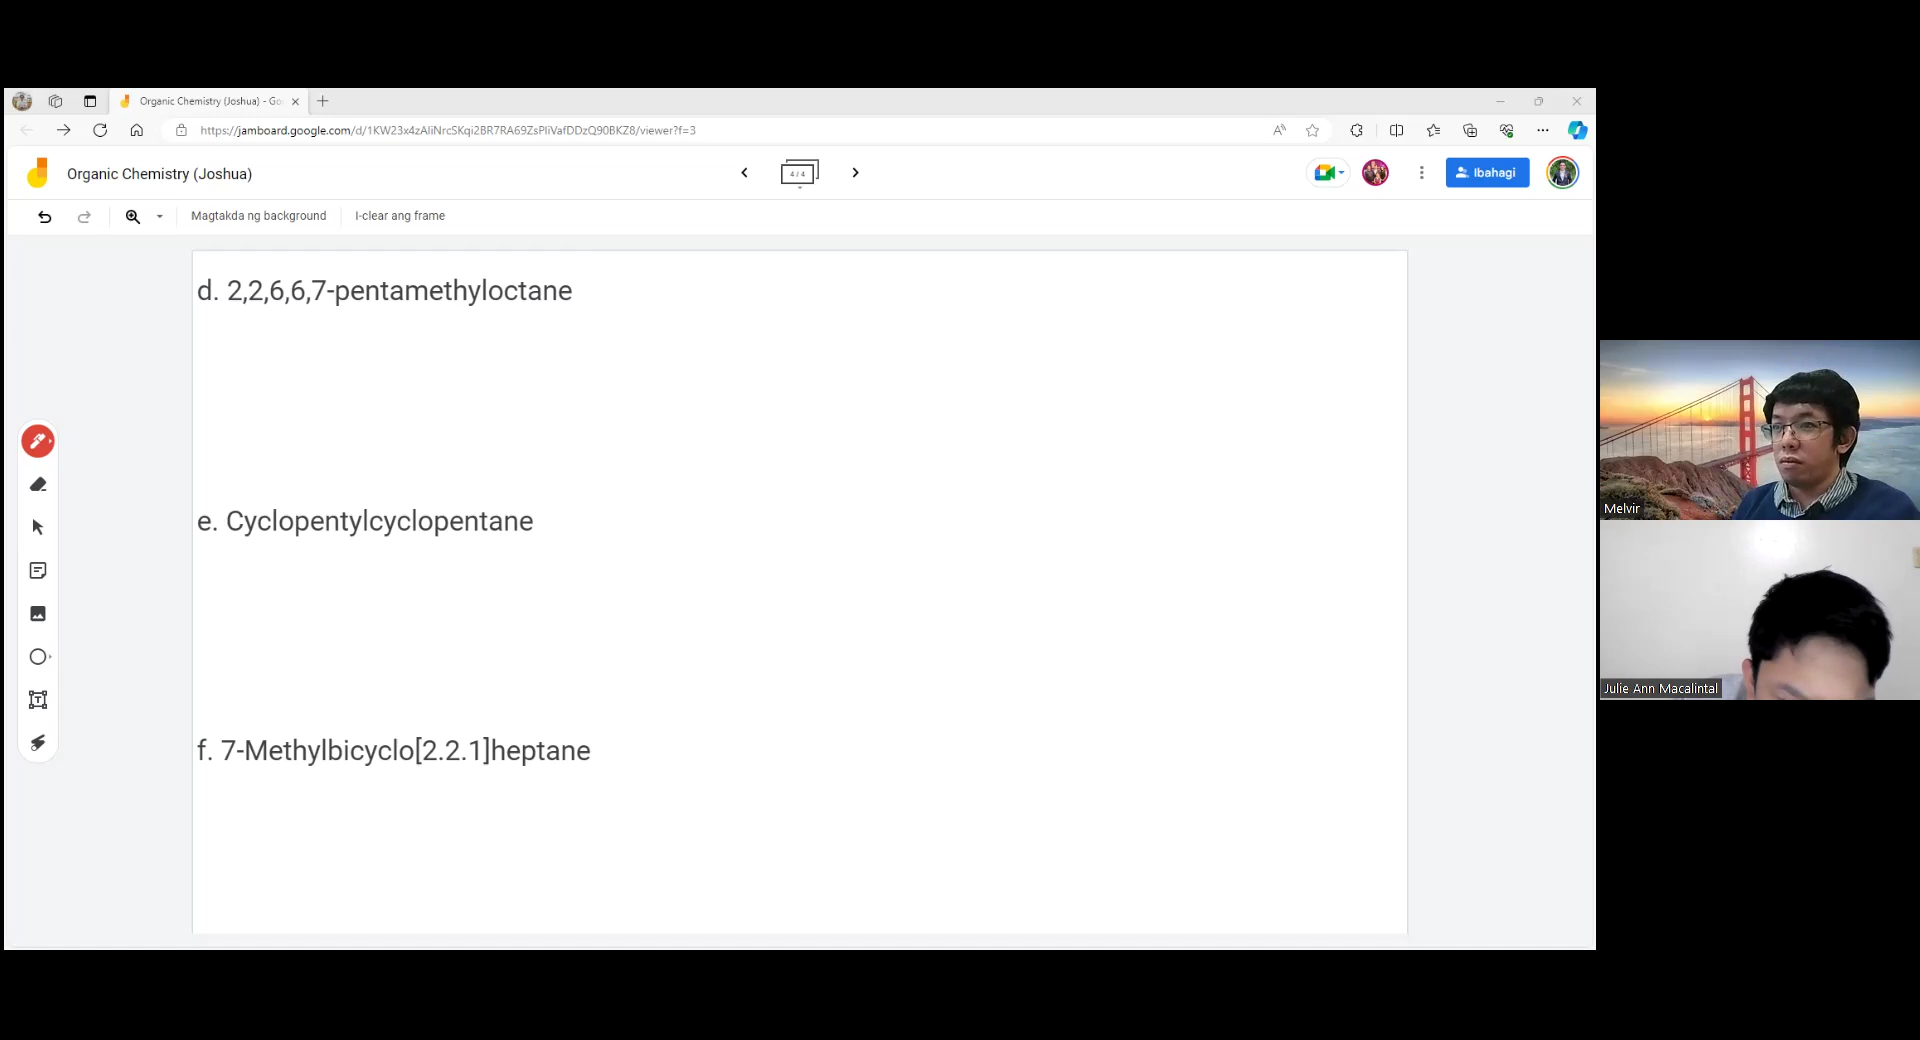 Organic Chemistry (Joshua) - Go
https://jamboard.google.com/d/1KW23x4zAliNrcSKqi2BR7RA69ZsPliVafDDzQ90BKZ8/viewer?f=3
Organic Chemistry (Joshua)
4 / 4
Ibahagi
Magtakda ng background
I-clear ang frame
d. 2,2,6,6,7-pentamethyloctane
e. Cyclopentylcyclopentane
f. 7-Methylbicyclo[2.2.1]heptane
Melvir
Julie Ann Macalintal